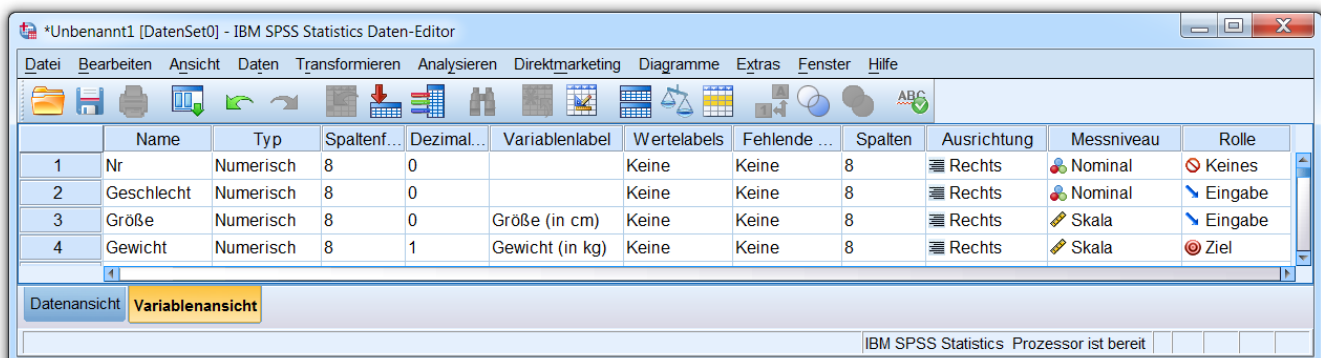 *Unbenannt1 [DatenSet0] - IBM SPSS Statistics Daten-Editor
Datei Bearbeiten Ansicht Daten Transformieren Analysieren Direktmarketing Diagramme Extras Fenster Hilfe
A 1 4 ABC
Name Typ Spaltenf... Dezimal... Variablenlabel Wertelabels Fehlende ... Spalten Ausrichtung Messniveau Rolle
1 Nr Numerisch 8 0 Keine Keine 8 Rechts Nominal Keines
2 Geschlecht Numerisch 8 0 Keine Keine 8 Rechts Nominal Eingabe
3 Größe Numerisch 8 0 Größe (in cm) Keine Keine 8 Rechts Skala Eingabe
4 Gewicht Numerisch 8 1 Gewicht (in kg) Keine Keine 8 Rechts Skala Ziel
Datenansicht Variablenansicht
IBM SPSS Statistics Prozessor ist bereit